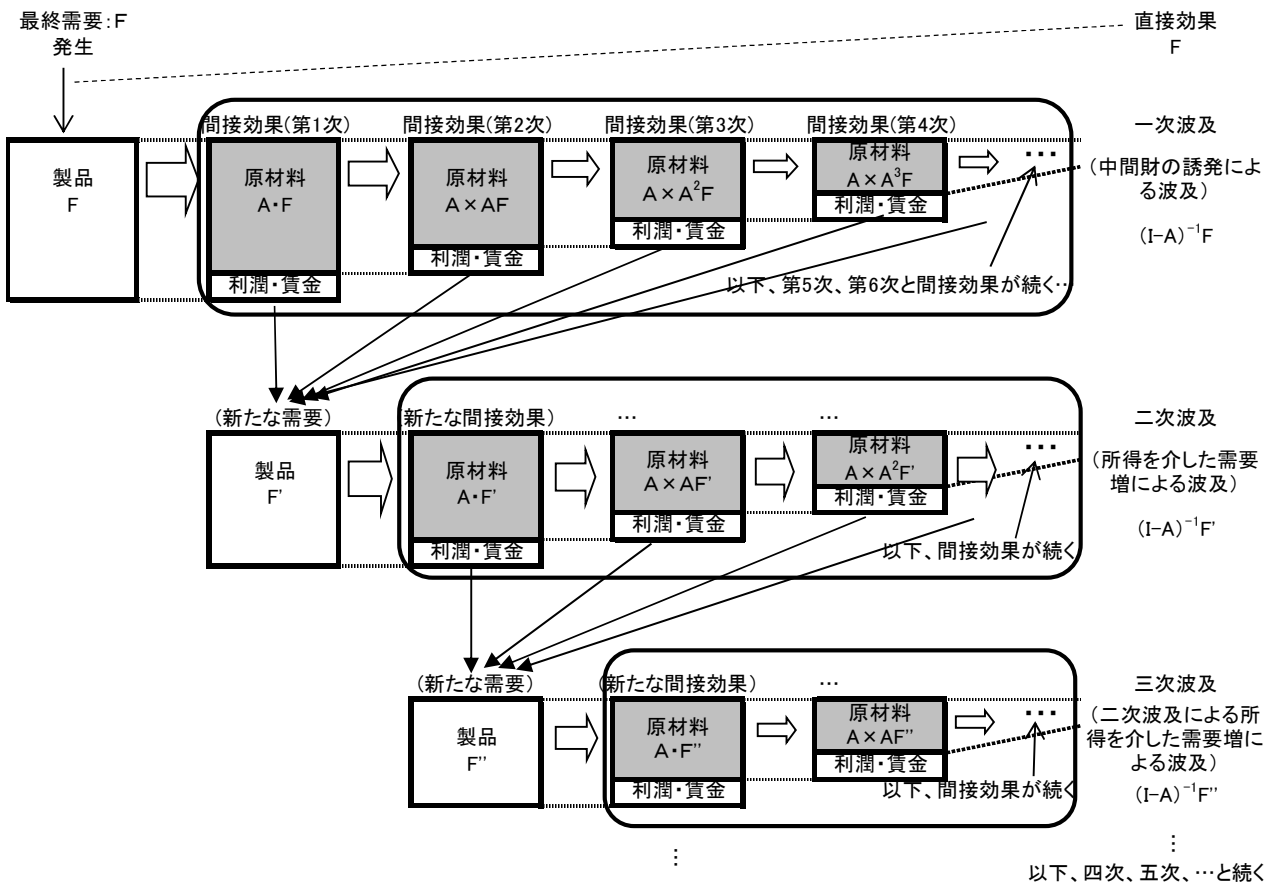 最終需要：F
発生
直接効果
F
間接効果(第1次)
間接効果(第2次)
間接効果(第3次)
間接効果(第4次)
一次波及
製品
F
原材料
A・F
利潤・賃金
原材料
A×AF
利潤・賃金
原材料
A×A²F
利潤・賃金
原材料
A×A³F
利潤・賃金
…
(中間財の誘発によ
る波及)
(I-A)⁻¹F
以下、第5次、第6次と間接効果が続く…
(新たな需要)
(新たな間接効果)
…
…
二次波及
製品
F'
原材料
A・F'
利潤・賃金
原材料
A×AF'
利潤・賃金
原材料
A×A²F'
利潤・賃金
…
(所得を介した需要
増による波及)
(I-A)⁻¹F'
以下、間接効果が続く
(新たな需要)
(新たな間接効果)
…
三次波及
製品
F''
原材料
A・F''
利潤・賃金
原材料
A×AF''
利潤・賃金
…
(二次波及による所
得を介した需要増に
よる波及)
(I-A)⁻¹F''
以下、間接効果が続く
⋮
⋮
以下、四次、五次、…と続く